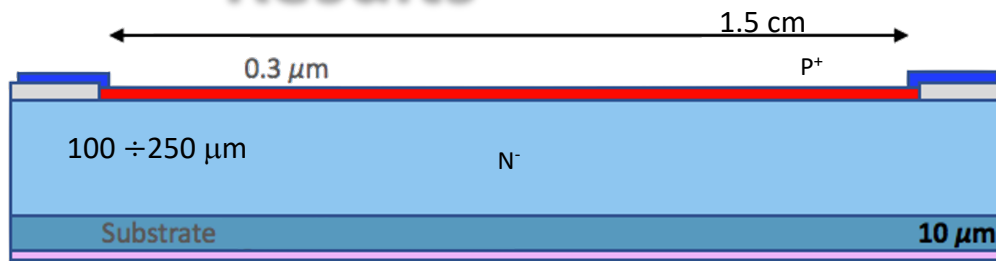 1.5 cm
0.3 μm
P⁺
100 ÷250 μm
N⁻
Substrate
10 μm